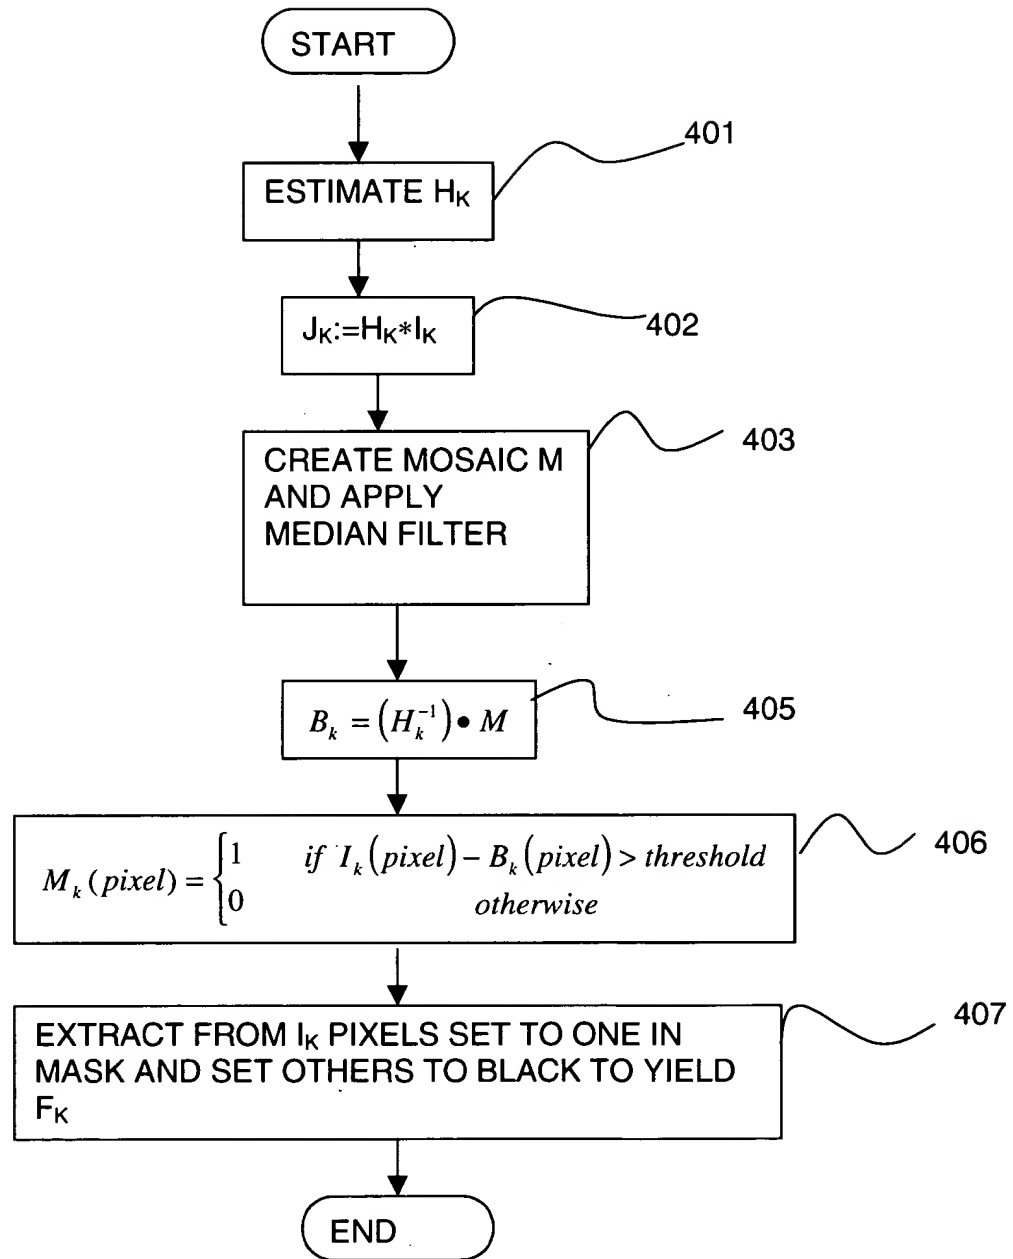 START
401
ESTIMATE H_K
402
J_K:=H_K*I_K
403
CREATE MOSAIC M
AND APPLY
MEDIAN FILTER
405
B_k = (H_k^{-1}) • M
406
M_k(pixel) = {1 if I_k(pixel) – B_k(pixel) > threshold
0 otherwise
407
EXTRACT FROM I_K PIXELS SET TO ONE IN
MASK AND SET OTHERS TO BLACK TO YIELD
F_K
END